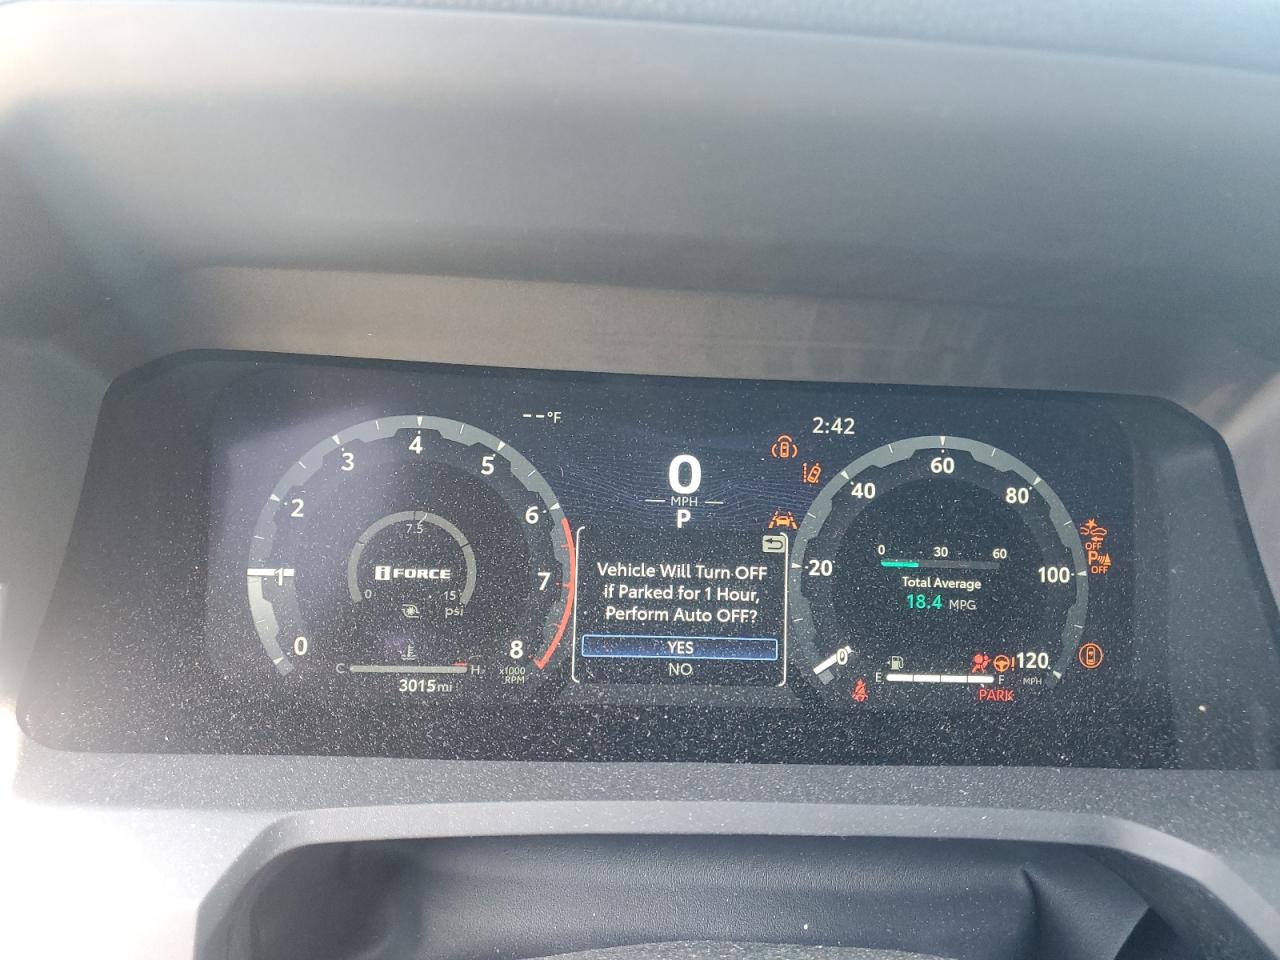 --°F
2:42
0
MPH
P
0
1
2
3
4
5
6
7
8
x1000
RPM
7.5
0
15
psi
iFORCE
C
H
3015mi
Vehicle Will Turn OFF
if Parked for 1 Hour,
Perform Auto OFF?
YES
NO
0
20
40
60
80
100
120
MPH
0 30 60
Total Average
18.4 MPG
E
F
PARK
OFF
P
OFF